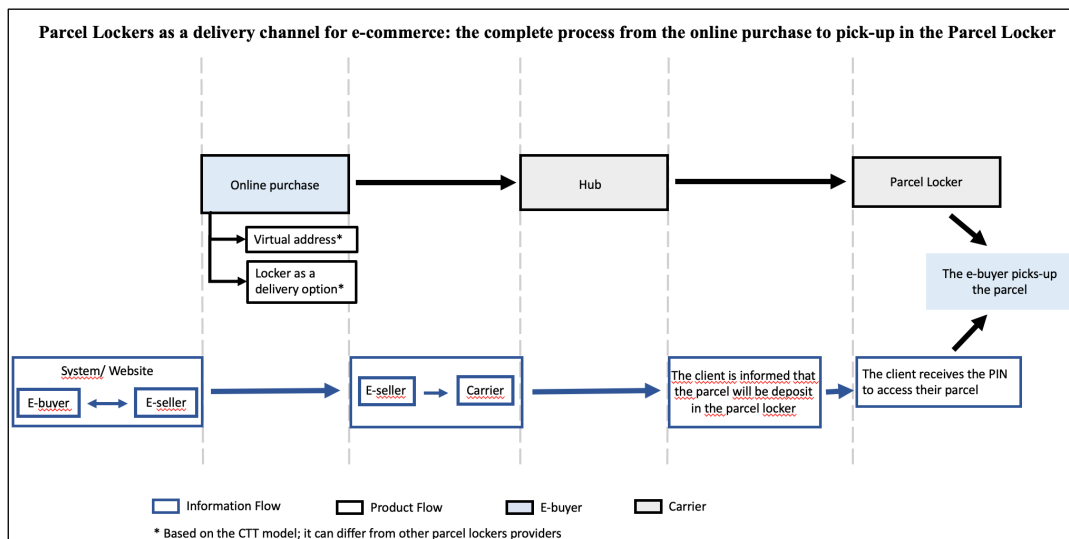 Parcel Lockers as a delivery channel for e-commerce: the complete process from the online purchase to pick-up in the Parcel Locker
Online purchase
Hub
Parcel Locker
Virtual address*
Locker as a
delivery option*
The e-buyer picks-up
the parcel
System/ Website
E-buyer
E-seller
E-seller
Carrier
The client is informed that
the parcel will be deposit
in the parcel locker
The client receives the PIN
to access their parcel
Information Flow
Product Flow
E-buyer
Carrier
* Based on the CTT model; it can differ from other parcel lockers providers